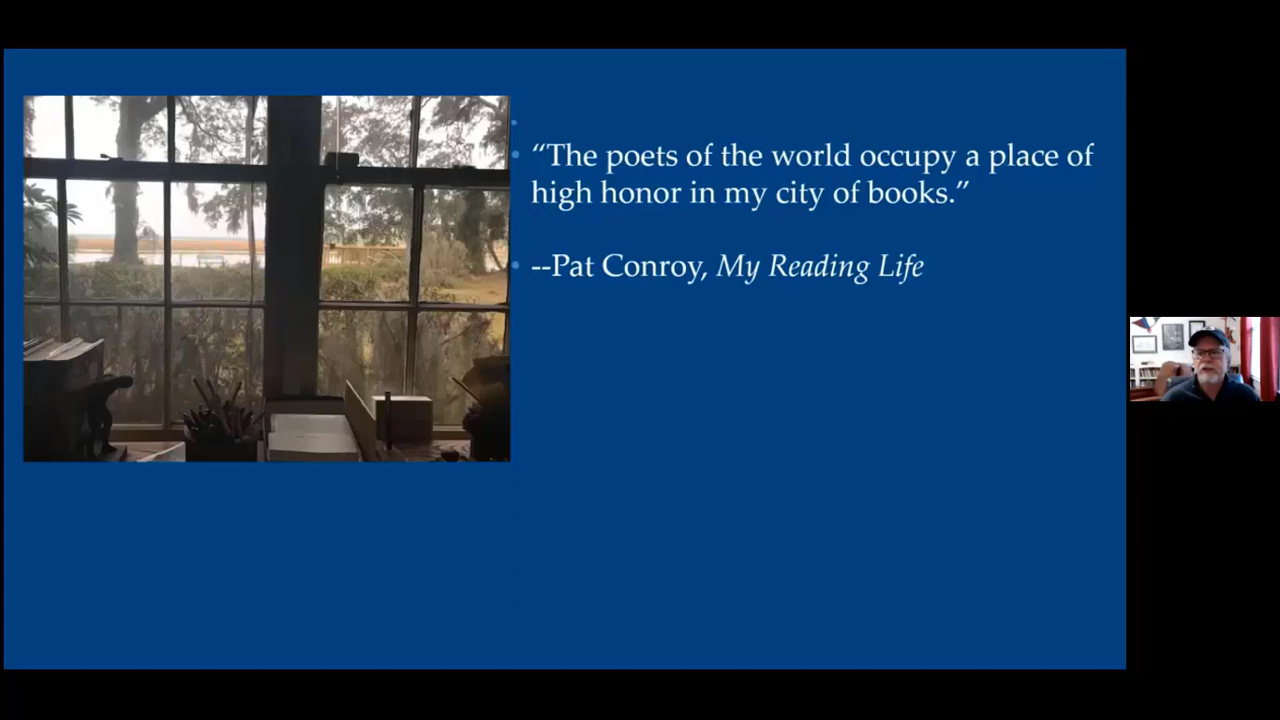 “The poets of the world occupy a place of
high honor in my city of books.”
--Pat Conroy, My Reading Life